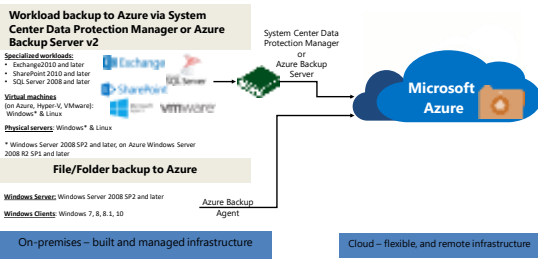 Workload backup to Azure via System
Center Data Protection Manager or Azure
Backup Server v2
Specialized workloads:
• Exchange2010 and later
• SharePoint 2010 and later
• SQL Server 2008 and later
Exchange
SQL Server
SharePoint
Virtual machines
(on Azure, Hyper-V, VMware):
Windows* & Linux
vmware
Physical servers: Windows* & Linux
* Windows Server 2008 SP2 and later, on Azure Windows Server
2008 R2 SP1 and later
System Center Data
Protection Manager
or
Azure Backup
Server
Microsoft
Azure
File/Folder backup to Azure
Windows Server: Windows Server 2008 SP2 and later
Windows Clients: Windows 7, 8, 8.1, 10
Azure Backup
Agent
On-premises – built and managed infrastructure
Cloud – flexible, and remote infrastructure